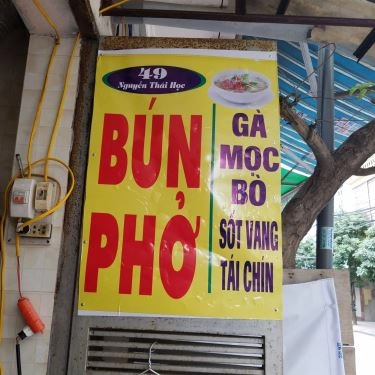 49
Nguyễn Thái Học
BÚN
PHỞ
GÀ
MỌC
BÒ
SỐT VANG
TÁI CHÍN